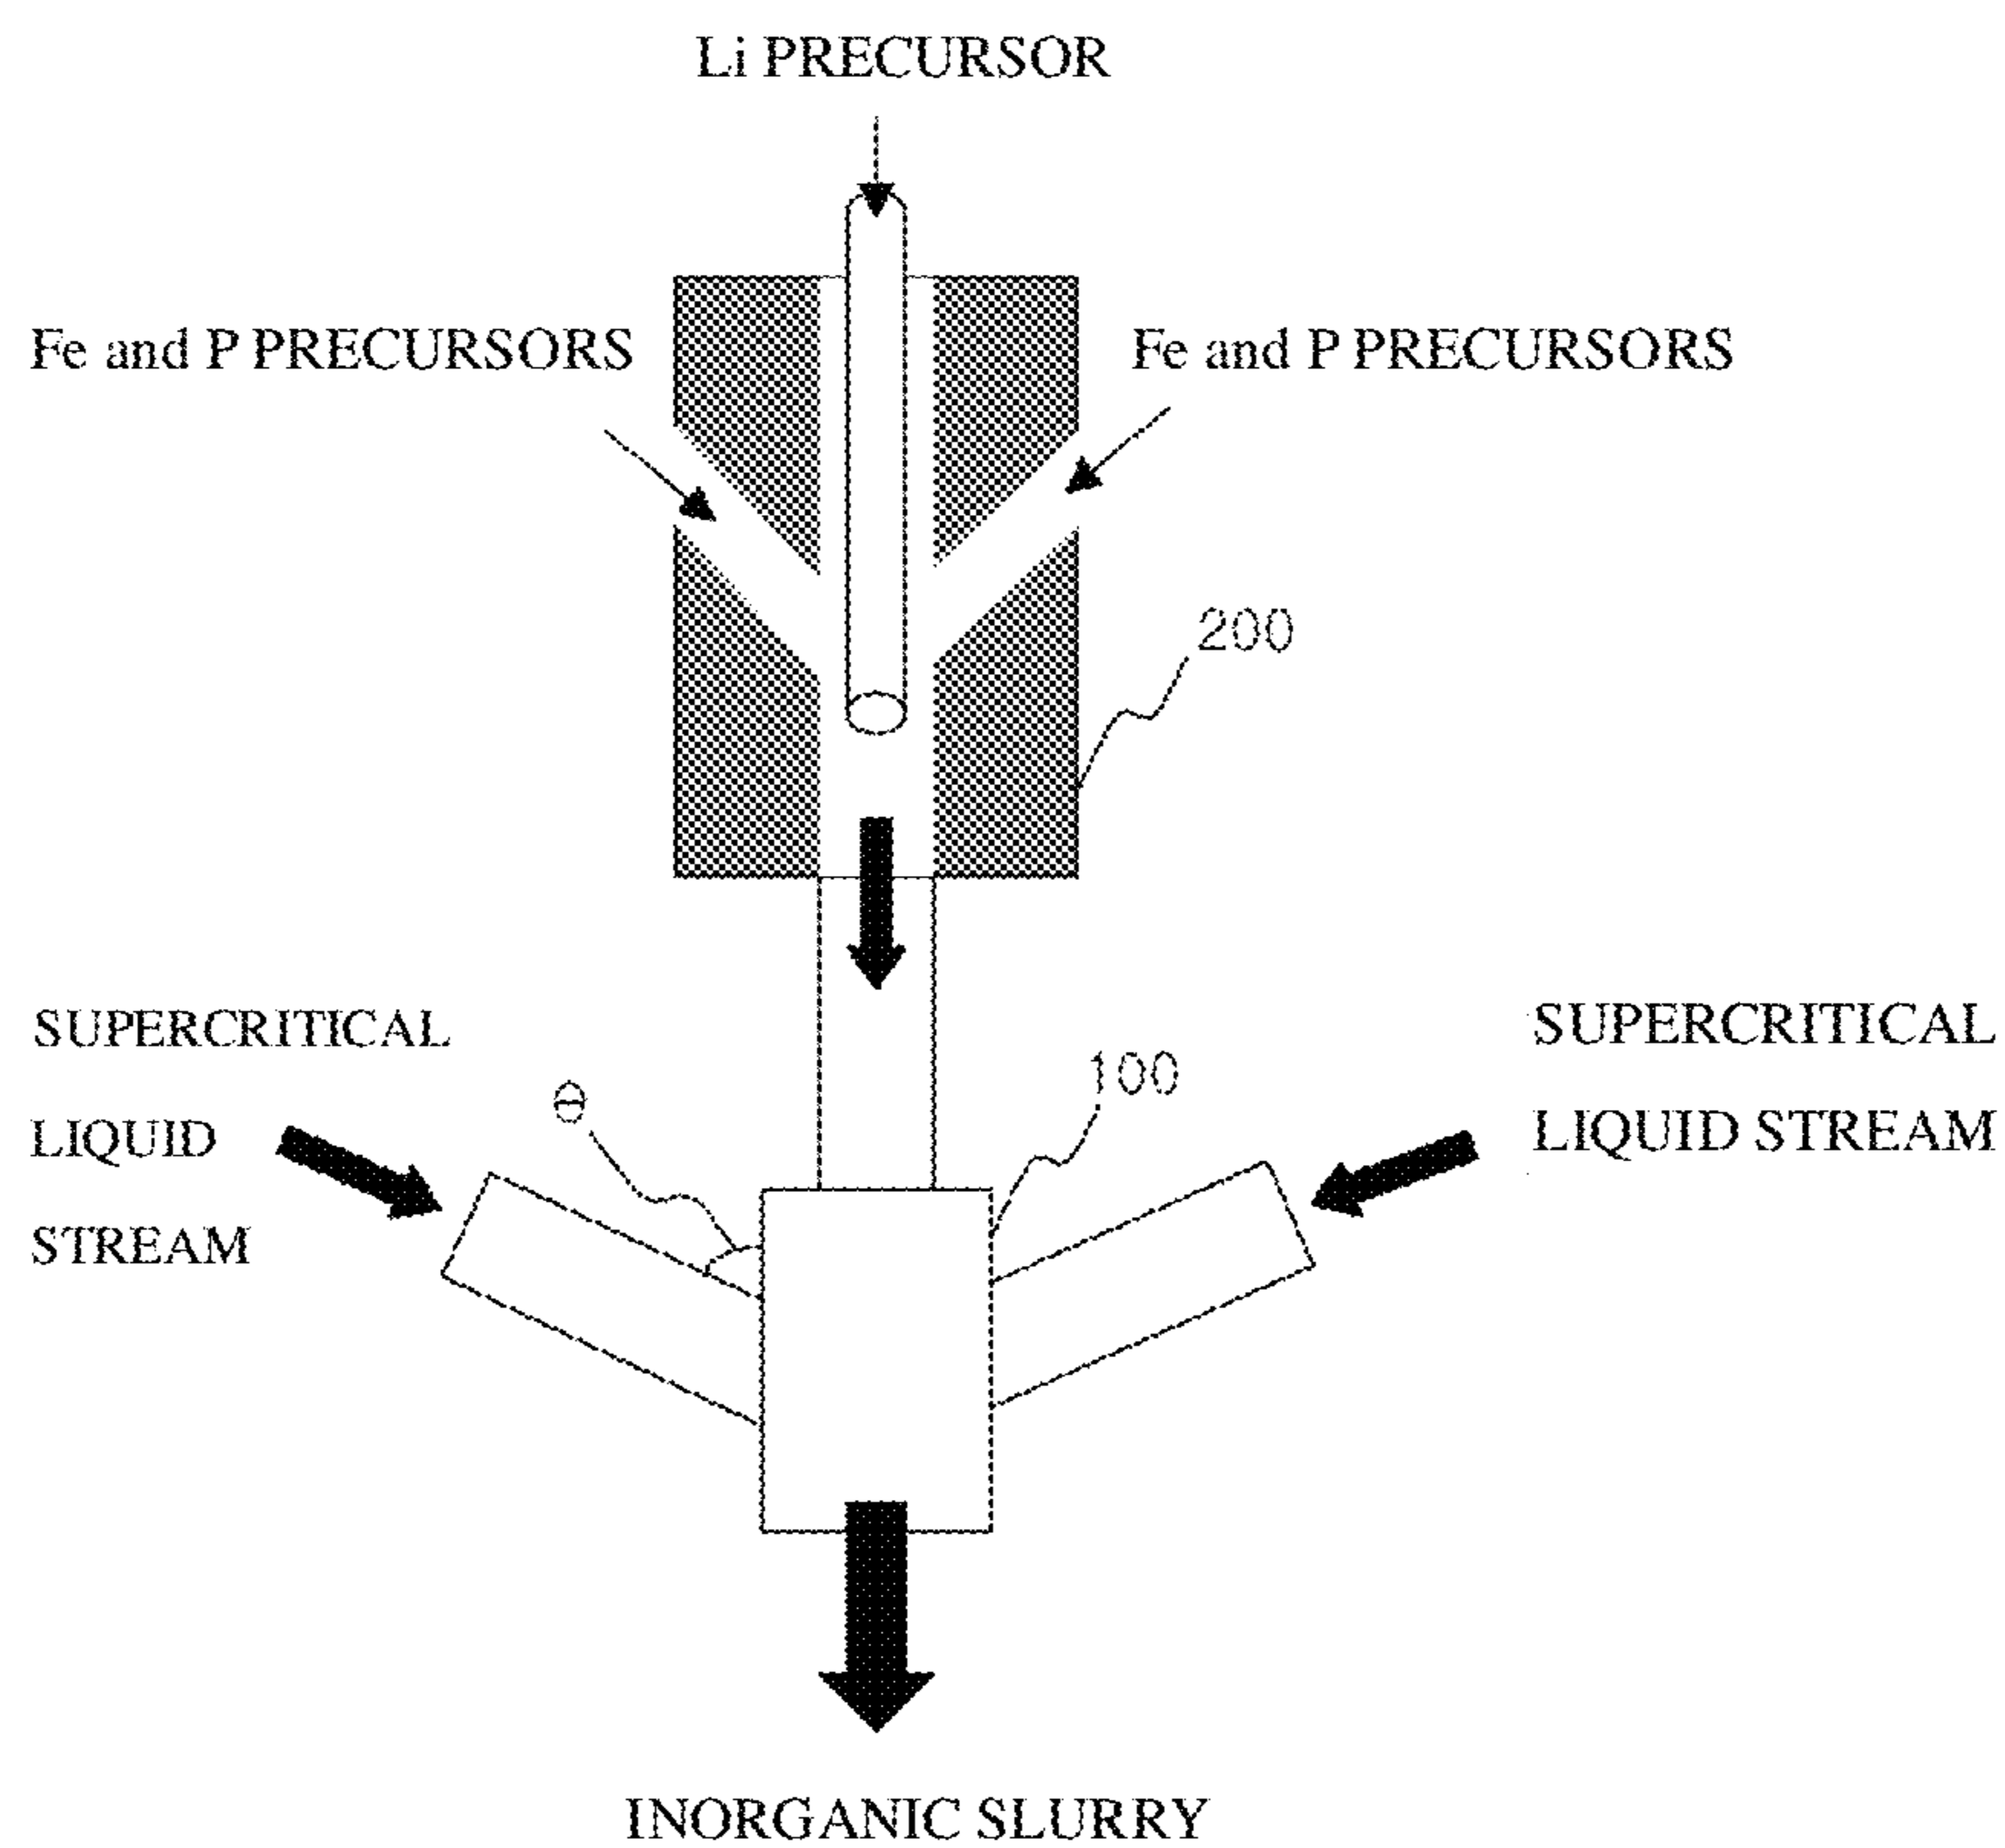 Li PRECURSOR
Fe and P PRECURSORS
Fe and P PRECURSORS
200
SUPERCRITICAL
LIQUID
STREAM
θ
100
SUPERCRITICAL
LIQUID STREAM
INORGANIC SLURRY